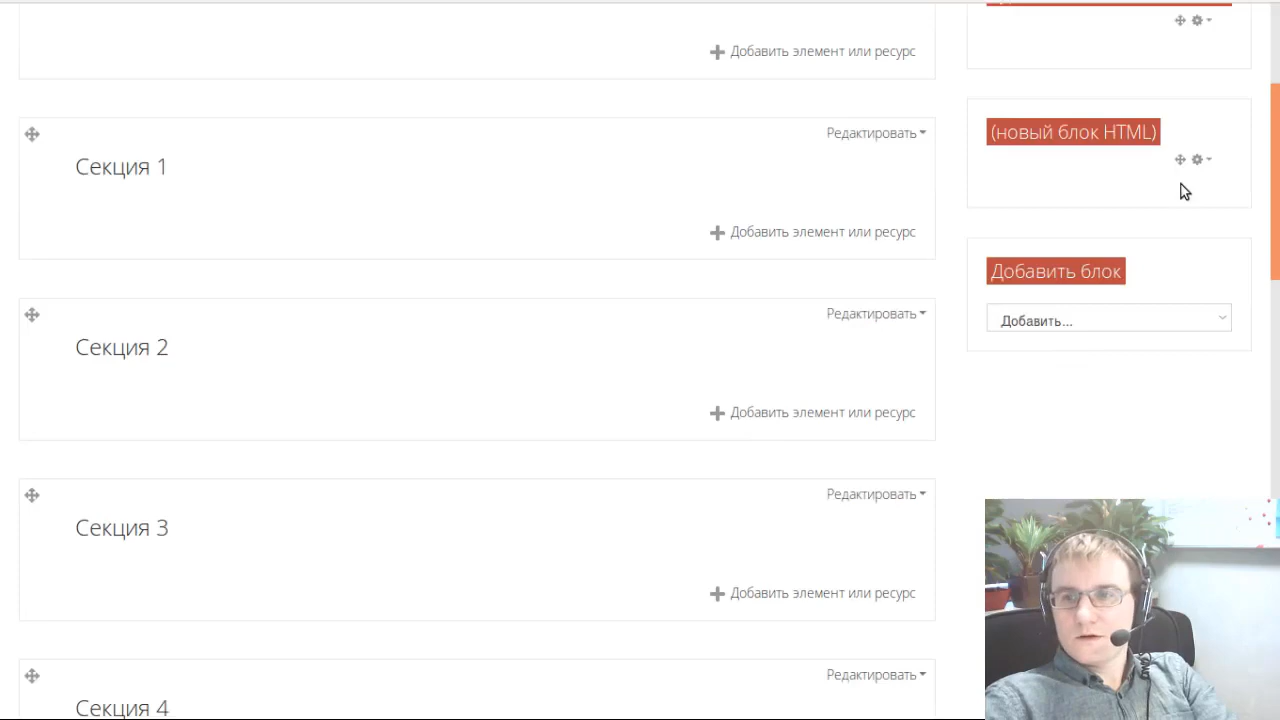 Добавить элемент или ресурс
Редактировать
Секция 1
Добавить элемент или ресурс
Редактировать
Секция 2
Добавить элемент или ресурс
Редактировать
Секция 3
Добавить элемент или ресурс
Редактировать
Секция 4
(новый блок HTML)
Добавить блок
Добавить...